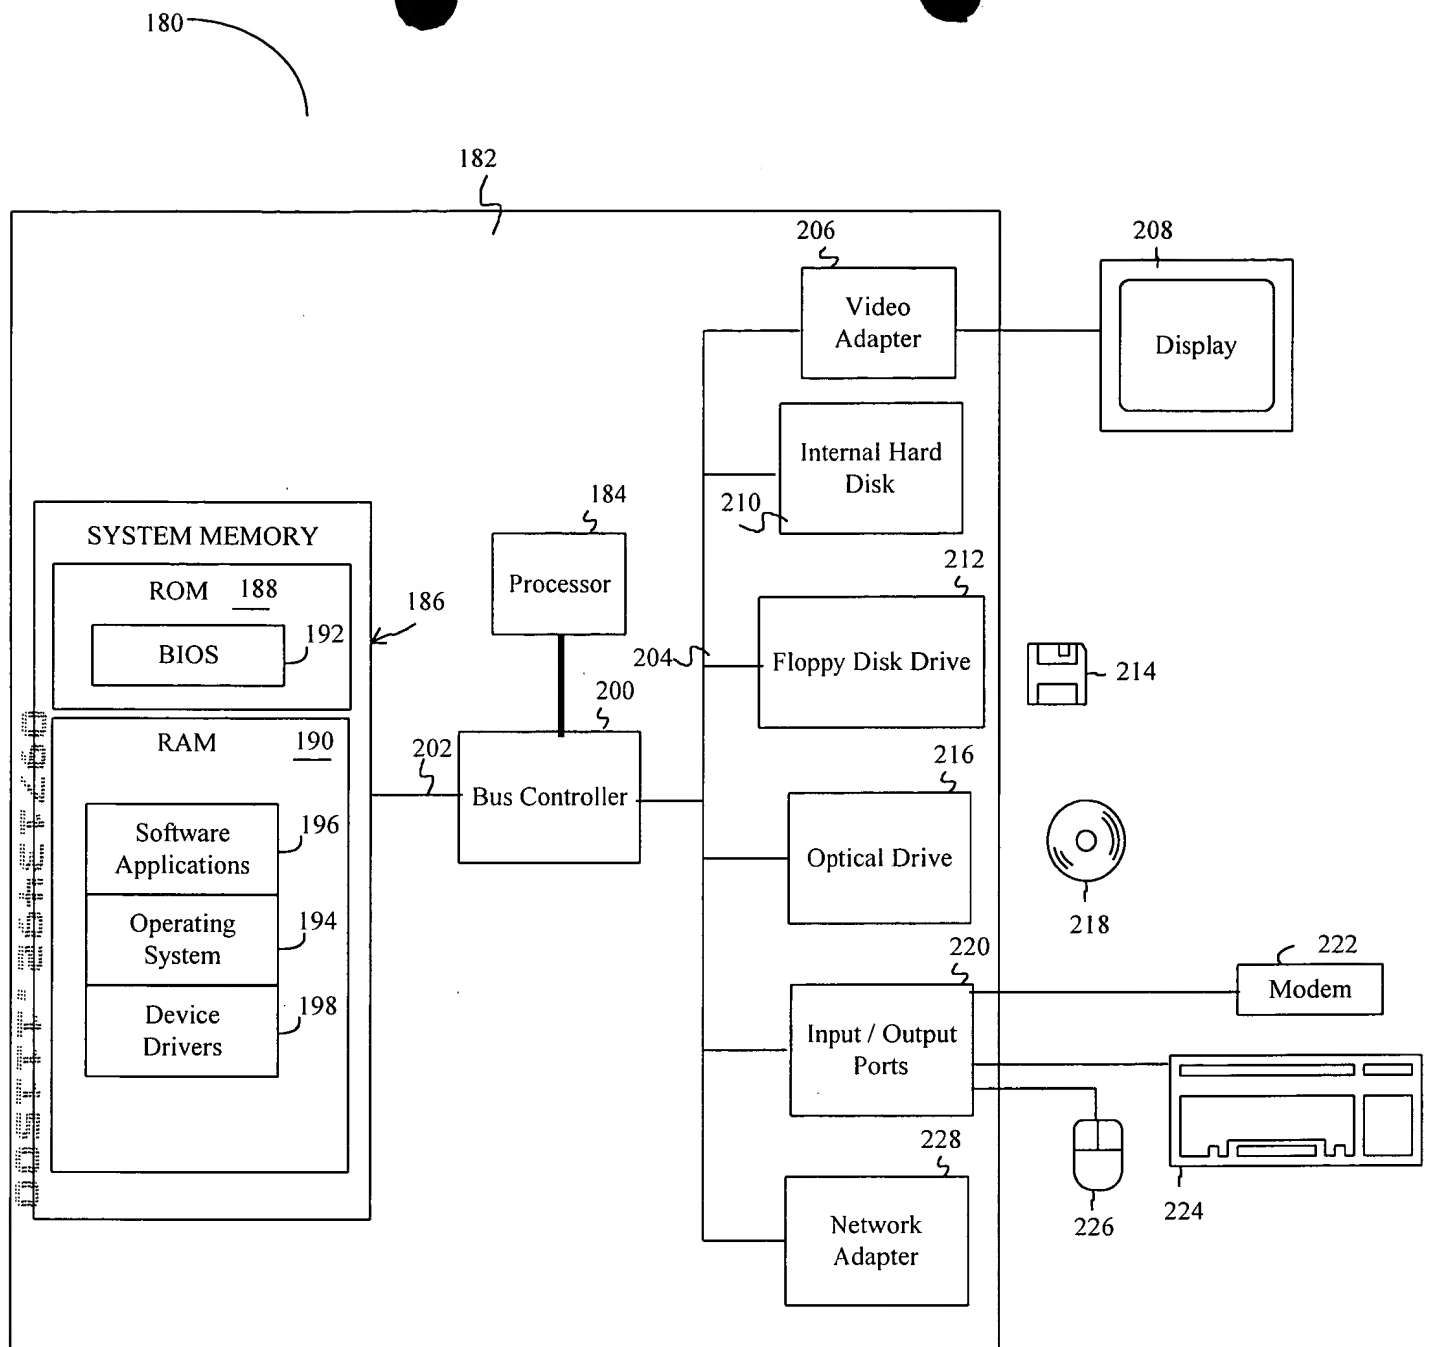 180
182
206
208
Video
Adapter
Display
Internal Hard
Disk
210
184
SYSTEM MEMORY
Processor
ROM 188
186
192
BIOS
212
204
Floppy Disk Drive
214
200
RAM 190
202
Bus Controller
216
196
Software
Applications
Optical Drive
218
194
Operating
System
220
222
Modem
198
Device
Drivers
Input / Output
Ports
224
226
228
Network
Adapter